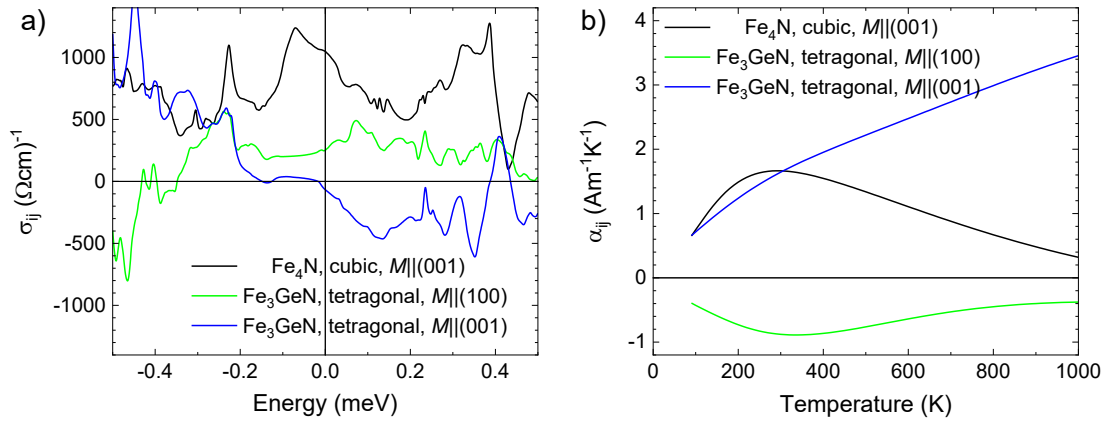 a)
σij (Ωcm)-1
1000
500
0
-500
-1000
Fe4N, cubic, M||(001)
Fe3GeN, tetragonal, M||(100)
Fe3GeN, tetragonal, M||(001)
-0.4
-0.2
0.0
0.2
0.4
Energy (meV)
b)
αij (Am-1K-1)
4
3
2
1
0
-1
Fe4N, cubic, M||(001)
Fe3GeN, tetragonal, M||(100)
Fe3GeN, tetragonal, M||(001)
0
200
400
600
800
1000
Temperature (K)